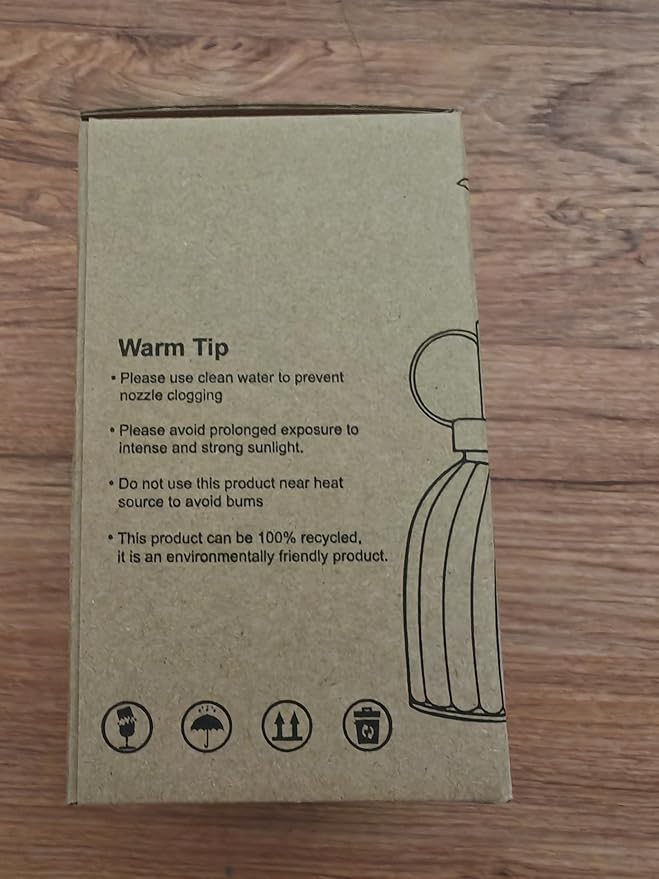 Warm Tip
• Please use clean water to prevent
nozzle clogging
• Please avoid prolonged exposure to
intense and strong sunlight.
• Do not use this product near heat
source to avoid bums
• This product can be 100% recycled,
it is an environmentally friendly product.